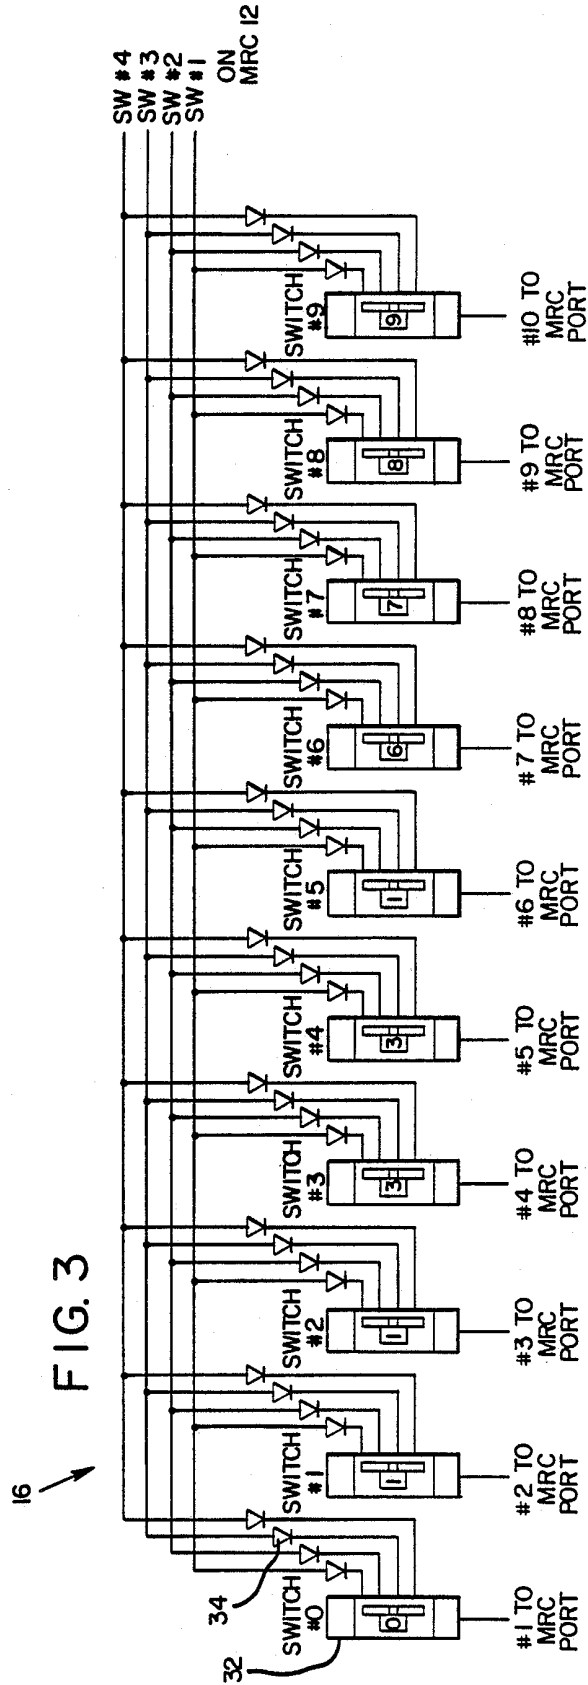 FIG. 3
16
SW #4
SW #3
SW #2
SW #1
ON
MRC 12
34
32
SWITCH
#0
SWITCH
#1
SWITCH
#2
SWITCH
#3
SWITCH
#4
SWITCH
#5
SWITCH
#6
SWITCH
#7
SWITCH
#8
SWITCH
#9
0
1
1
3
3
1
6
7
8
9
#1 TO
MRC
PORT
#2 TO
MRC
PORT
#3 TO
MRC
PORT
#4 TO
MRC
PORT
#5 TO
MRC
PORT
#6 TO
MRC
PORT
#7 TO
MRC
PORT
#8 TO
MRC
PORT
#9 TO
MRC
PORT
#10 TO
MRC
PORT